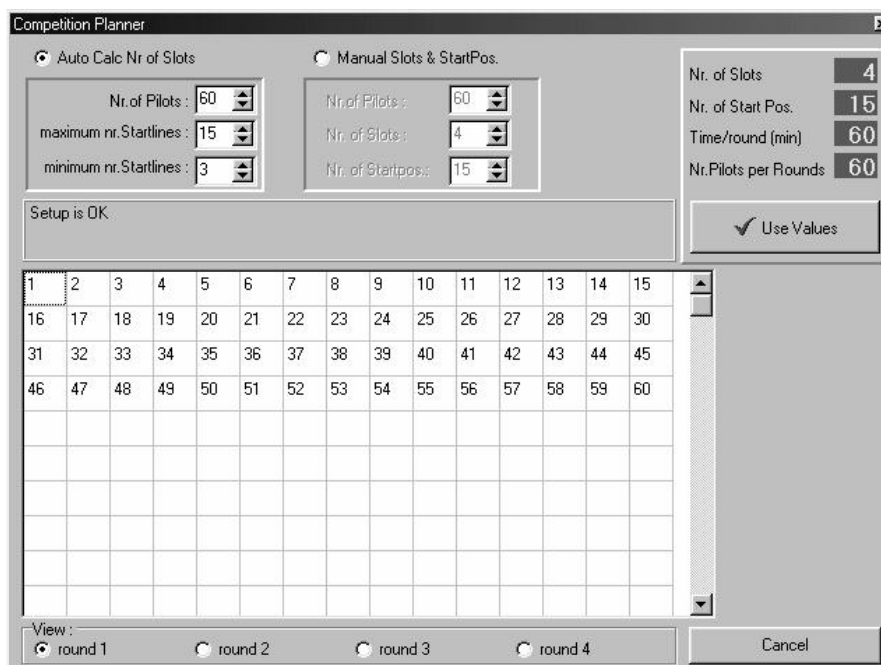 Competition Planner
Auto Calc Nr of Slots
Manual Slots & StartPos.
Nr.of Pilots : 60
maximum nr.Startlines : 15
minimum nr.Startlines : 3
Nr.of Pilots : 60
Nr. of Slots : 4
Nr. of Startpos.: 15
Nr. of Slots 4
Nr. of Start Pos. 15
Time/round (min) 60
Nr.Pilots per Rounds 60
Setup is OK
Use Values
1 2 3 4 5 6 7 8 9 10 11 12 13 14 15
16 17 18 19 20 21 22 23 24 25 26 27 28 29 30
31 32 33 34 35 36 37 38 39 40 41 42 43 44 45
46 47 48 49 50 51 52 53 54 55 56 57 58 59 60
View :
round 1 round 2 round 3 round 4
Cancel